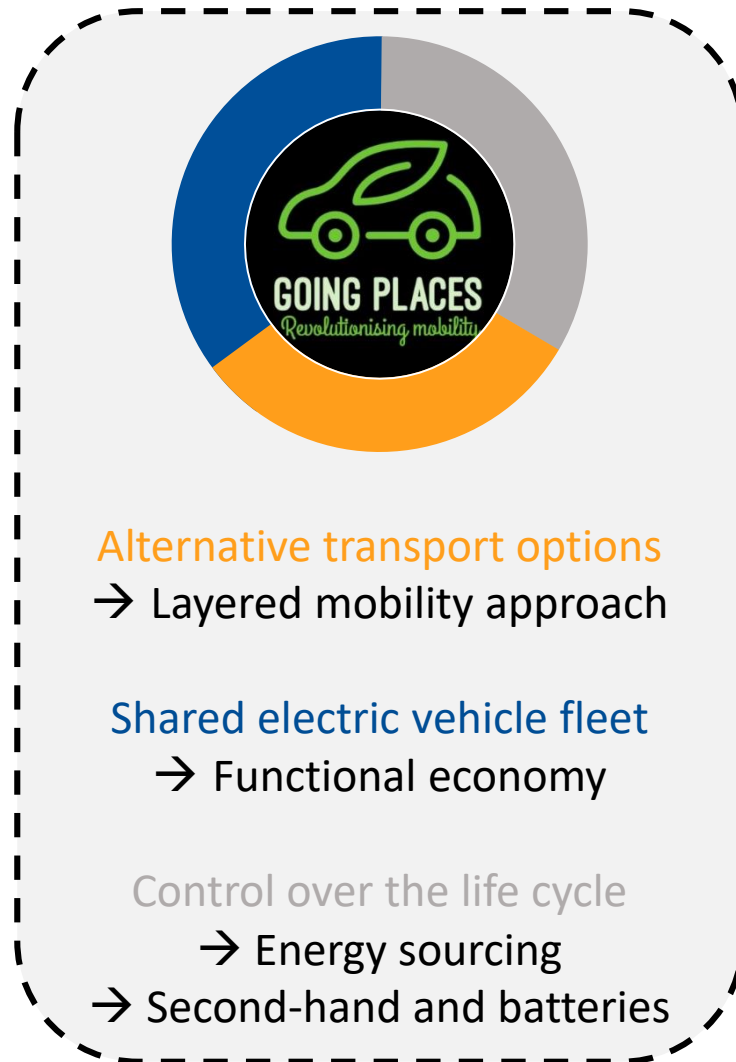 GOING PLACES
Revolutionising mobility
Alternative transport options
→ Layered mobility approach
Shared electric vehicle fleet
→ Functional economy
Control over the life cycle
→ Energy sourcing
→ Second-hand and batteries